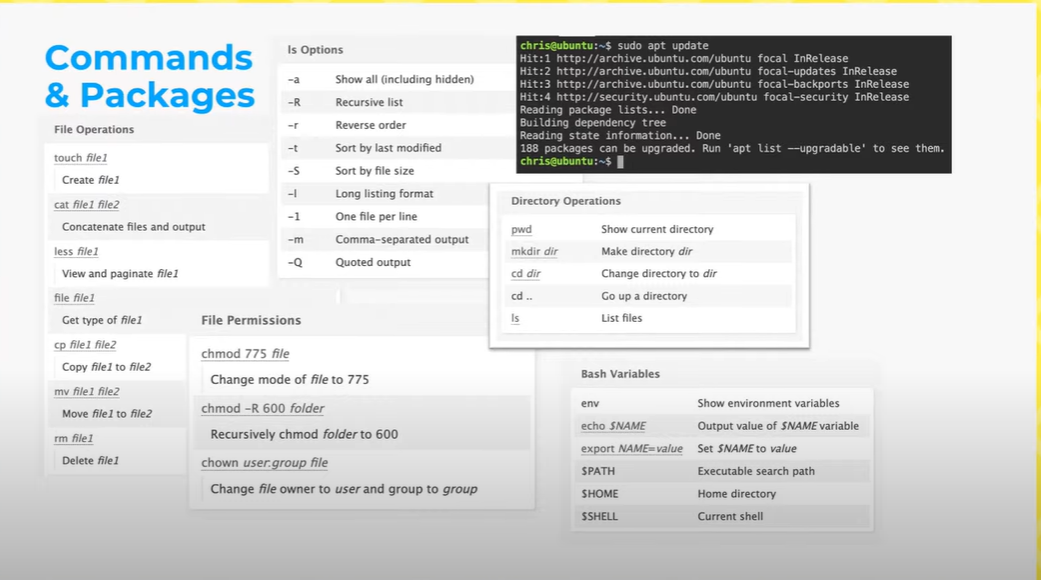 Commands
& Packages
File Operations
touch file1
Create file1
cat file1 file2
Concatenate files and output
less file1
View and paginate file1
file file1
Get type of file1
cp file1 file2
Copy file1 to file2
mv file1 file2
Move file1 to file2
rm file1
Delete file1
ls Options
-a Show all (including hidden)
-R Recursive list
-r Reverse order
-t Sort by last modified
-S Sort by file size
-l Long listing format
-1 One file per line
-m Comma-separated output
-Q Quoted output
chris@ubuntu:~$ sudo apt update
Hit:1 http://archive.ubuntu.com/ubuntu focal InRelease
Hit:2 http://archive.ubuntu.com/ubuntu focal-updates InRelease
Hit:3 http://archive.ubuntu.com/ubuntu focal-backports InRelease
Hit:4 http://security.ubuntu.com/ubuntu focal-security InRelease
Reading package lists... Done
Building dependency tree
Reading state information... Done
188 packages can be upgraded. Run 'apt list --upgradable' to see them.
chris@ubuntu:~$
Directory Operations
pwd Show current directory
mkdir dir Make directory dir
cd dir Change directory to dir
cd .. Go up a directory
ls List files
File Permissions
chmod 775 file
Change mode of file to 775
chmod -R 600 folder
Recursively chmod folder to 600
chown user:group file
Change file owner to user and group to group
Bash Variables
env Show environment variables
echo $NAME Output value of $NAME variable
export NAME=value Set $NAME to value
$PATH Executable search path
$HOME Home directory
$SHELL Current shell